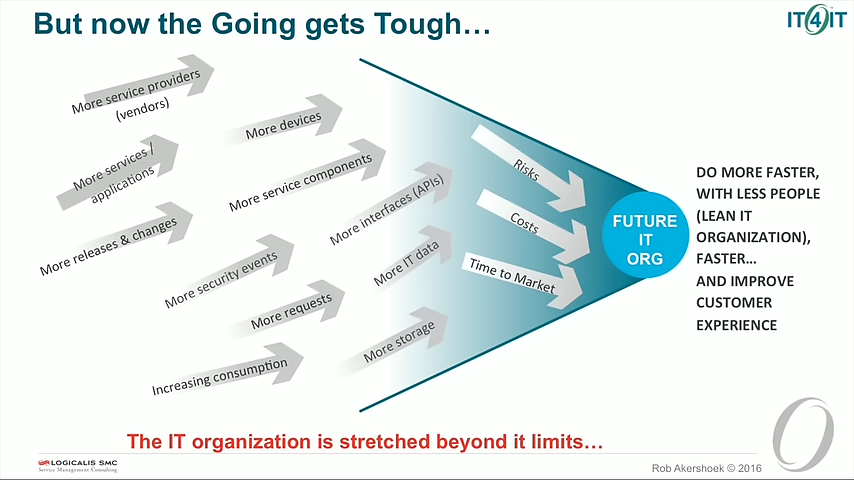 But now the Going gets Tough...
IT4IT
More service providers
(vendors)
More services /
applications
More releases & changes
More devices
More service components
More security events
More requests
Increasing consumption
More interfaces (APIs)
More IT data
More storage
Risks
Costs
Time to Market
FUTURE
IT
ORG
DO MORE FASTER,
WITH LESS PEOPLE
(LEAN IT
ORGANIZATION),
FASTER...
AND IMPROVE
CUSTOMER
EXPERIENCE
The IT organization is stretched beyond it limits...
LOGICALIS SMC
Service Management Consulting
Rob Akershoek © 2016